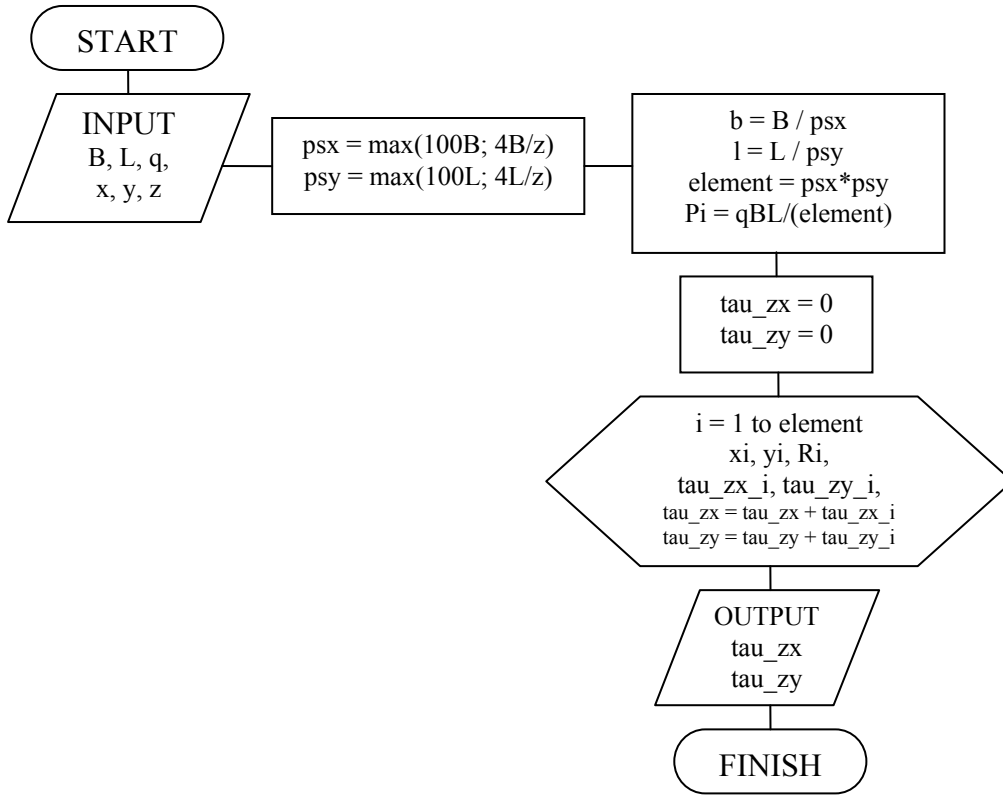 START
INPUT
B, L, q,
x, y, z
psx = max(100B; 4B/z)
psy = max(100L; 4L/z)
b = B / psx
l = L / psy
element = psx*psy
Pi = qBL/(element)
tau_zx = 0
tau_zy = 0
i = 1 to element
xi, yi, Ri,
tau_zx_i, tau_zy_i,
tau_zx = tau_zx + tau_zx_i
tau_zy = tau_zy + tau_zy_i
OUTPUT
tau_zx
tau_zy
FINISH